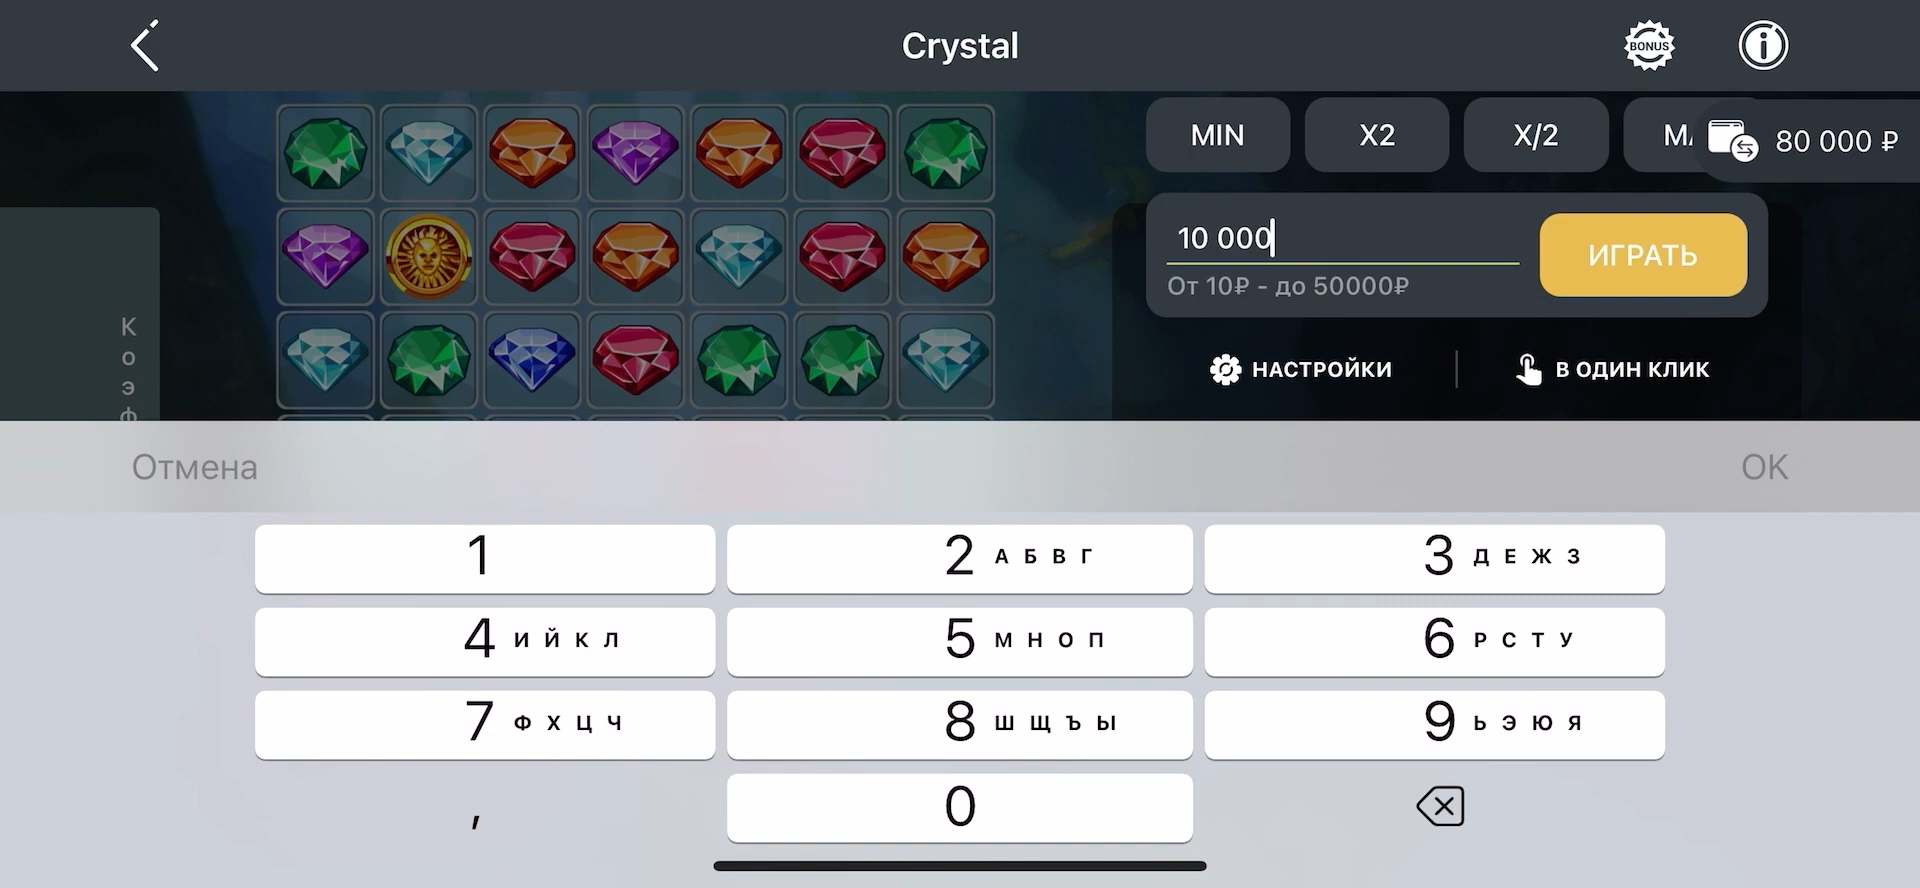 Crystal
BONUS
MIN
X2
X/2
80 000 ₽
10 000
ИГРАТЬ
От 10₽ - до 50000₽
НАСТРОЙКИ
В ОДИН КЛИК
К
о
э
ф
Отмена
OK
1
2 А Б В Г
3 Д Е Ж З
4 И Й К Л
5 М Н О П
6 Р С Т У
7 Ф Х Ц Ч
8 Ш Щ Ъ Ы
9 Ь Э Ю Я
,
0